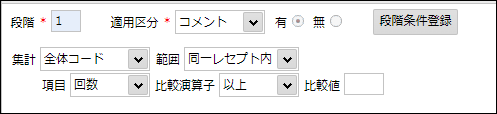 段階 * 1 適用区分 * コメント 有 無 段階条件登録
集計 全体コード 範囲 同一レセプト内
項目 回数 比較演算子 以上 比較値